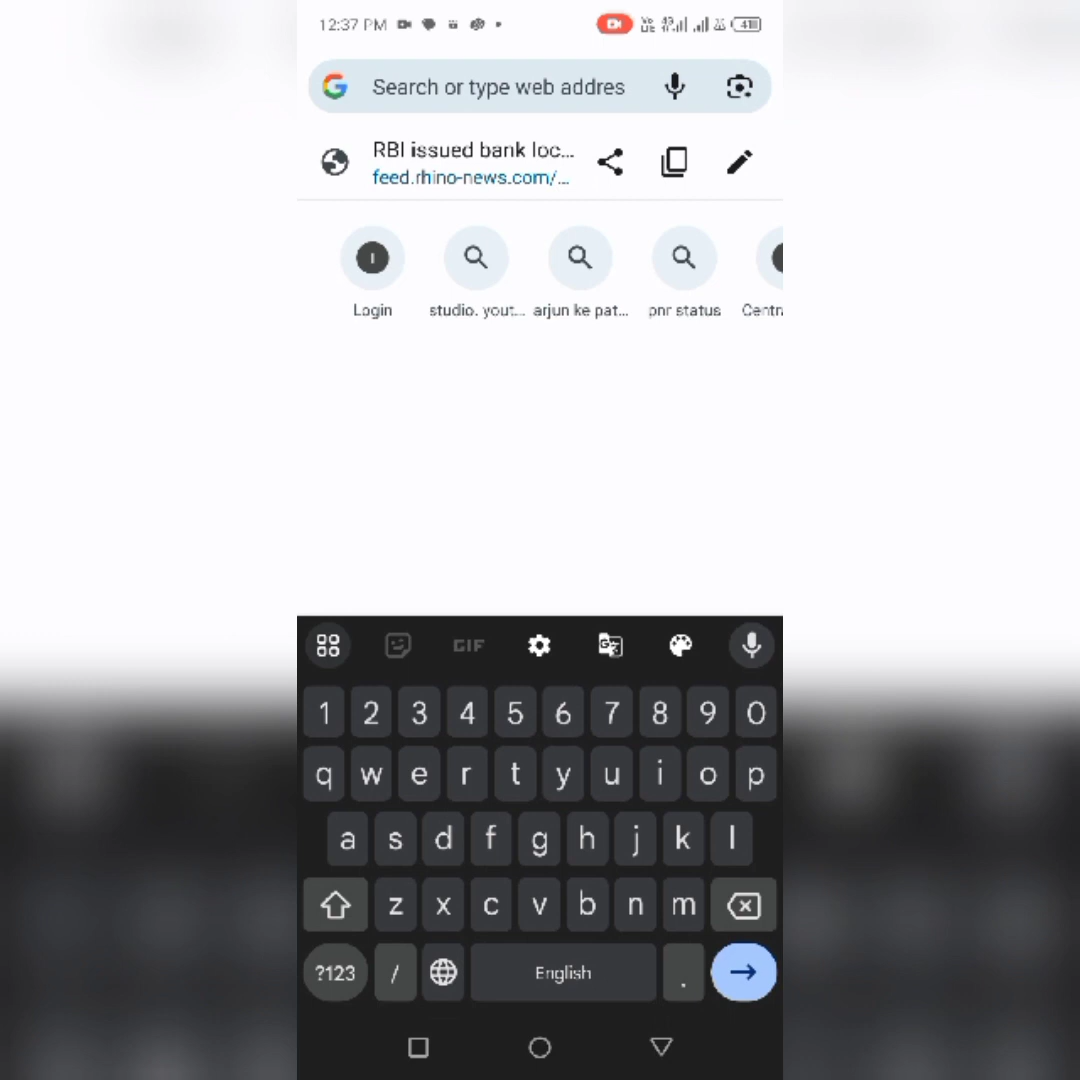 12:37 PM
Search or type web addres
RBI issued bank loc...
feed.rhino-news.com/...
Login
studio. yout...
arjun ke pat...
pnr status
Centra
GIF
1 2 3 4 5 6 7 8 9 0
q w e r t y u i o p
a s d f g h j k l
z x c v b n m
?123 / English .